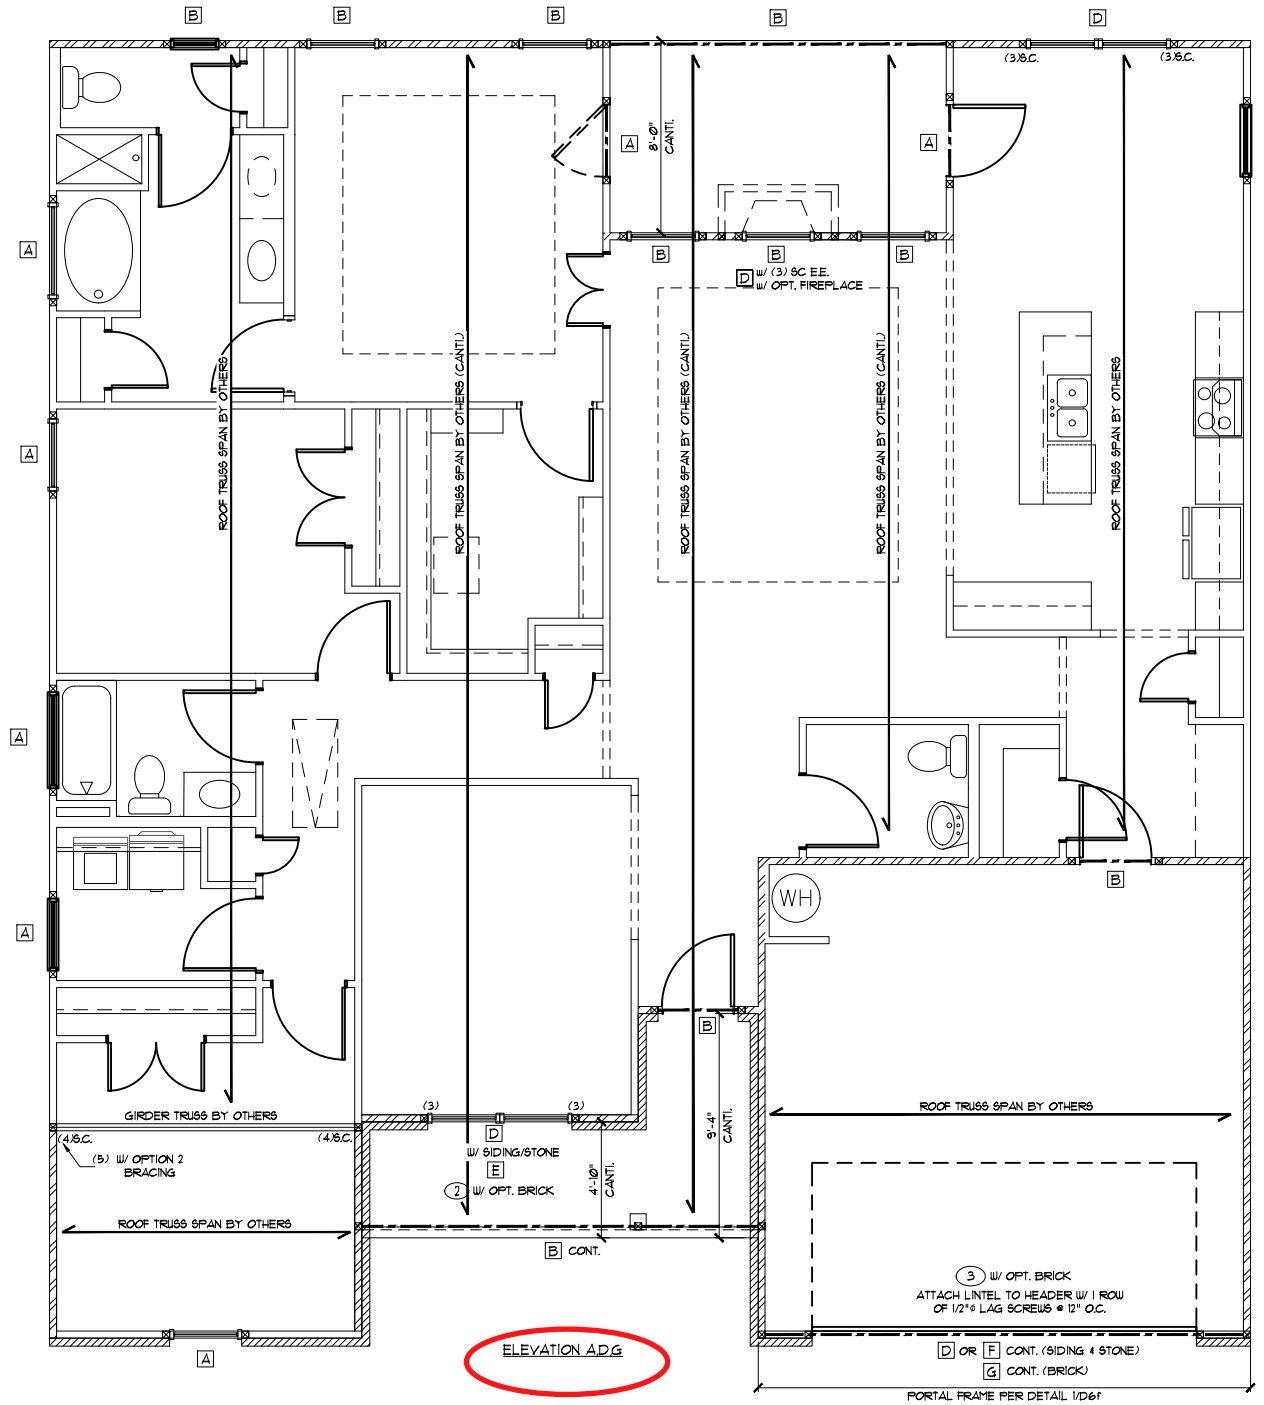 B
B
B
B
D
(3)S.C.
(3)S.C.
8'-0"
CANTI.
A
A
A
B
B
B
D W/ (3) SC E.E.
W/ OPT. FIREPLACE
ROOF TRUSS SPAN BY OTHERS
ROOF TRUSS SPAN BY OTHERS (CANTI.)
ROOF TRUSS SPAN BY OTHERS (CANTI.)
ROOF TRUSS SPAN BY OTHERS (CANTI.)
ROOF TRUSS SPAN BY OTHERS
A
A
B
WH
A
B
9'-4"
CANTI.
GIRDER TRUSS BY OTHERS
(3)
(3)
ROOF TRUSS SPAN BY OTHERS
(4)S.C.
(4)S.C.
(5) W/ OPTION 2
BRACING
D
W/ SIDING/STONE
E
2 W/ OPT. BRICK
4'-10"
CANTI.
ROOF TRUSS SPAN BY OTHERS
B CONT.
3 W/ OPT. BRICK
ATTACH LINTEL TO HEADER W/ 1 ROW
OF 1/2"Φ LAG SCREWS @ 12" O.C.
A
ELEVATION A,D,G
D OR F CONT. (SIDING & STONE)
G CONT. (BRICK)
PORTAL FRAME PER DETAIL 1/D6f